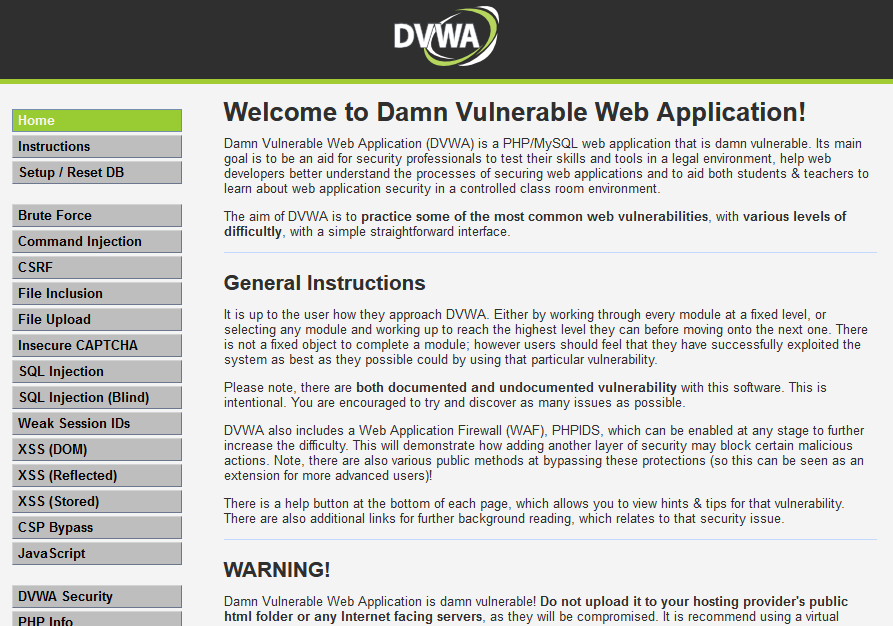 DVWA
Home
Instructions
Setup / Reset DB
Brute Force
Command Injection
CSRF
File Inclusion
File Upload
Insecure CAPTCHA
SQL Injection
SQL Injection (Blind)
Weak Session IDs
XSS (DOM)
XSS (Reflected)
XSS (Stored)
CSP Bypass
JavaScript
DVWA Security
PHP Info
Welcome to Damn Vulnerable Web Application!
Damn Vulnerable Web Application (DVWA) is a PHP/MySQL web application that is damn vulnerable. Its main
goal is to be an aid for security professionals to test their skills and tools in a legal environment, help web
developers better understand the processes of securing web applications and to aid both students & teachers to
learn about web application security in a controlled class room environment.
The aim of DVWA is to practice some of the most common web vulnerabilities, with various levels of
difficultly, with a simple straightforward interface.
General Instructions
It is up to the user how they approach DVWA. Either by working through every module at a fixed level, or
selecting any module and working up to reach the highest level they can before moving onto the next one. There
is not a fixed object to complete a module; however users should feel that they have successfully exploited the
system as best as they possible could by using that particular vulnerability.
Please note, there are both documented and undocumented vulnerability with this software. This is
intentional. You are encouraged to try and discover as many issues as possible.
DVWA also includes a Web Application Firewall (WAF), PHPIDS, which can be enabled at any stage to further
increase the difficulty. This will demonstrate how adding another layer of security may block certain malicious
actions. Note, there are also various public methods at bypassing these protections (so this can be seen as an
extension for more advanced users)!
There is a help button at the bottom of each page, which allows you to view hints & tips for that vulnerability.
There are also additional links for further background reading, which relates to that security issue.
WARNING!
Damn Vulnerable Web Application is damn vulnerable! Do not upload it to your hosting provider's public
html folder or any Internet facing servers, as they will be compromised. It is recommend using a virtual